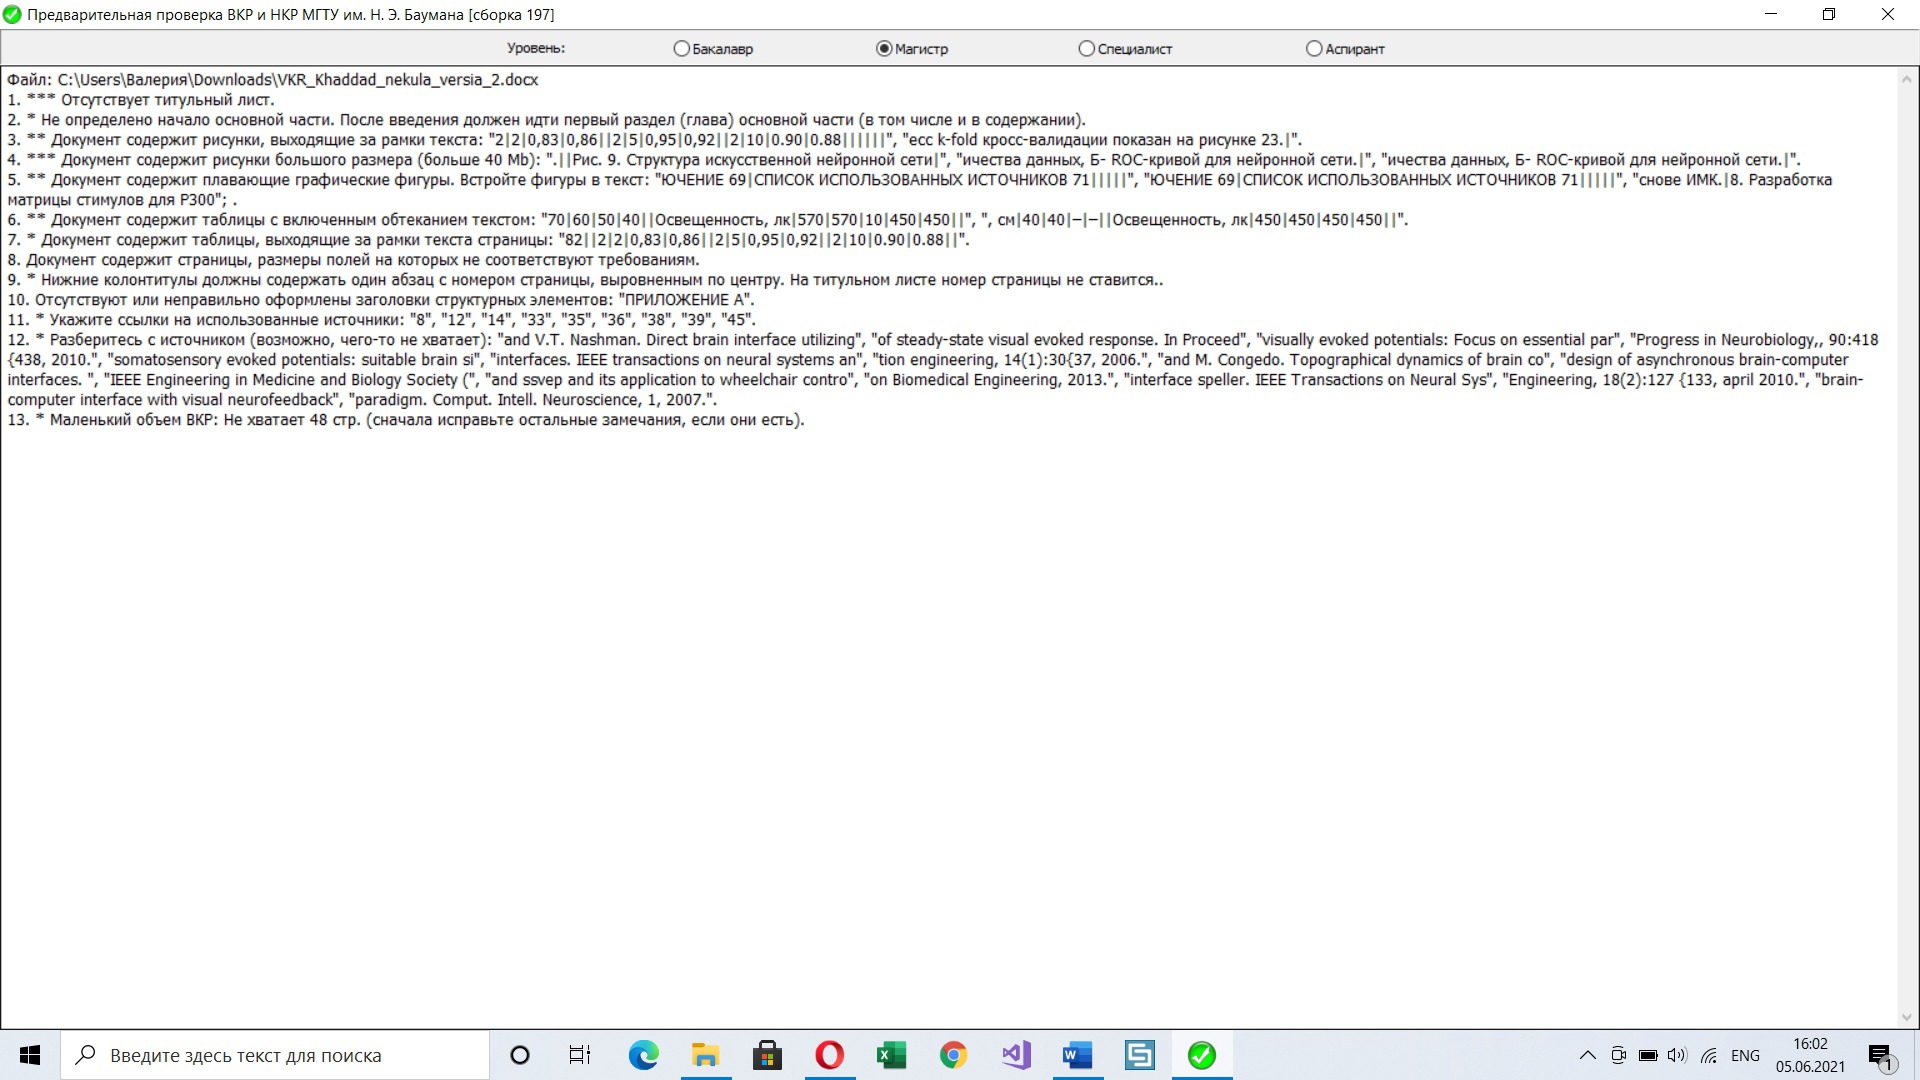 Предварительная проверка ВКР и НКР МГТУ им. Н. Э. Баумана [сборка 197]
Уровень: Бакалавр Магистр Специалист Аспирант
Файл: C:\Users\Валерия\Downloads\VKR_Khaddad_nekula_versia_2.docx
1. *** Отсутствует титульный лист.
2. * Не определено начало основной части. После введения должен идти первый раздел (глава) основной части (в том числе и в содержании).
3. ** Документ содержит рисунки, выходящие за рамки текста: "2|2|0,83|0,86||2|5|0,95|0,92||2|10|0.90|0.88||||||", "есс k-fold кросс-валидации показан на рисунке 23.|".
4. *** Документ содержит рисунки большого размера (больше 40 Mb): ".||Рис. 9. Структура искусственной нейронной сети|", "ичества данных, Б- ROC-кривой для нейронной сети.|", "ичества данных, Б- ROC-кривой для нейронной сети.|".
5. ** Документ содержит плавающие графические фигуры. Встройте фигуры в текст: "ЮЧЕНИЕ 69|СПИСОК ИСПОЛЬЗОВАННЫХ ИСТОЧНИКОВ 71|||||", "ЮЧЕНИЕ 69|СПИСОК ИСПОЛЬЗОВАННЫХ ИСТОЧНИКОВ 71|||||", "снове ИМК.|8. Разработка
матрицы стимулов для P300"; .
6. ** Документ содержит таблицы с включенным обтеканием текстом: "70|60|50|40||Освещенность, лк|570|570|10|450|450||", ", см|40|40|−|−||Освещенность, лк|450|450|450|450||".
7. * Документ содержит таблицы, выходящие за рамки текста страницы: "82||2|2|0,83|0,86||2|5|0,95|0,92||2|10|0.90|0.88||".
8. Документ содержит страницы, размеры полей на которых не соответствуют требованиям.
9. * Нижние колонтитулы должны содержать один абзац с номером страницы, выровненным по центру. На титульном листе номер страницы не ставится..
10. Отсутствуют или неправильно оформлены заголовки структурных элементов: "ПРИЛОЖЕНИЕ А".
11. * Укажите ссылки на использованные источники: "8", "12", "14", "33", "35", "36", "38", "39", "45".
12. * Разберитесь с источником (возможно, чего-то не хватает): "and V.T. Nashman. Direct brain interface utilizing", "of steady-state visual evoked response. In Proceed", "visually evoked potentials: Focus on essential par", "Progress in Neurobiology,, 90:418
{438, 2010.", "somatosensory evoked potentials: suitable brain si", "interfaces. IEEE transactions on neural systems an", "tion engineering, 14(1):30{37, 2006.", "and M. Congedo. Topographical dynamics of brain co", "design of asynchronous brain-computer
interfaces. ", "IEEE Engineering in Medicine and Biology Society (", "and ssvep and its application to wheelchair contro", "on Biomedical Engineering, 2013.", "interface speller. IEEE Transactions on Neural Sys", "Engineering, 18(2):127 {133, april 2010.", "brain-
computer interface with visual neurofeedback", "paradigm. Comput. Intell. Neuroscience, 1, 2007.".
13. * Маленький объем ВКР: Не хватает 48 стр. (сначала исправьте остальные замечания, если они есть).
Введите здесь текст для поиска
ENG
16:02
05.06.2021
1